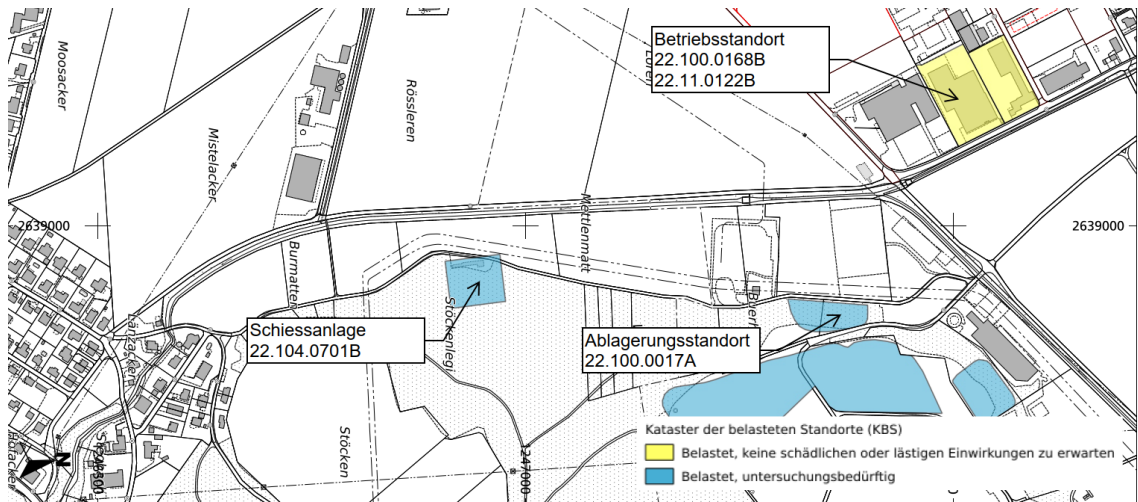 Moosacker
Mistelacker
Rössleren
Betriebsstandort
22.100.0168B
22.11.0122B
2639000
2639000
Mettlenmatt
Burmatten
Stöckenlegi
Schiessanlage
22.104.0701B
Ablagerungsstandort
22.100.0017A
Länzacker
Stöcken
1247000
N
Kataster der belasteten Standorte (KBS)
Belastet, keine schädlichen oder lästigen Einwirkungen zu erwarten
Belastet, untersuchungsbedürftig